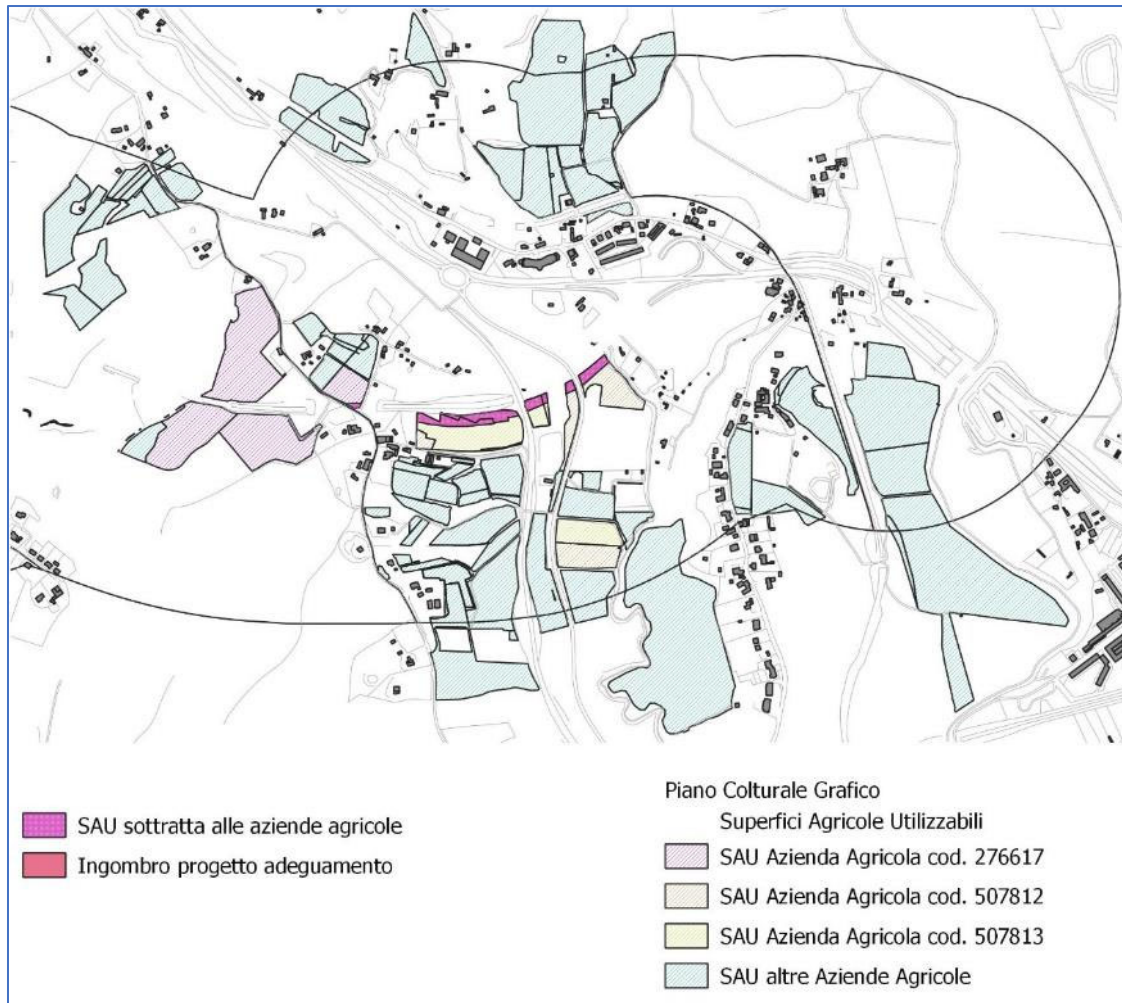 SAU sottratta alle aziende agricole
Ingombro progetto adeguamento
Piano Colturale Grafico
Superfici Agricole Utilizzabili
SAU Azienda Agricola cod. 276617
SAU Azienda Agricola cod. 507812
SAU Azienda Agricola cod. 507813
SAU altre Aziende Agricole